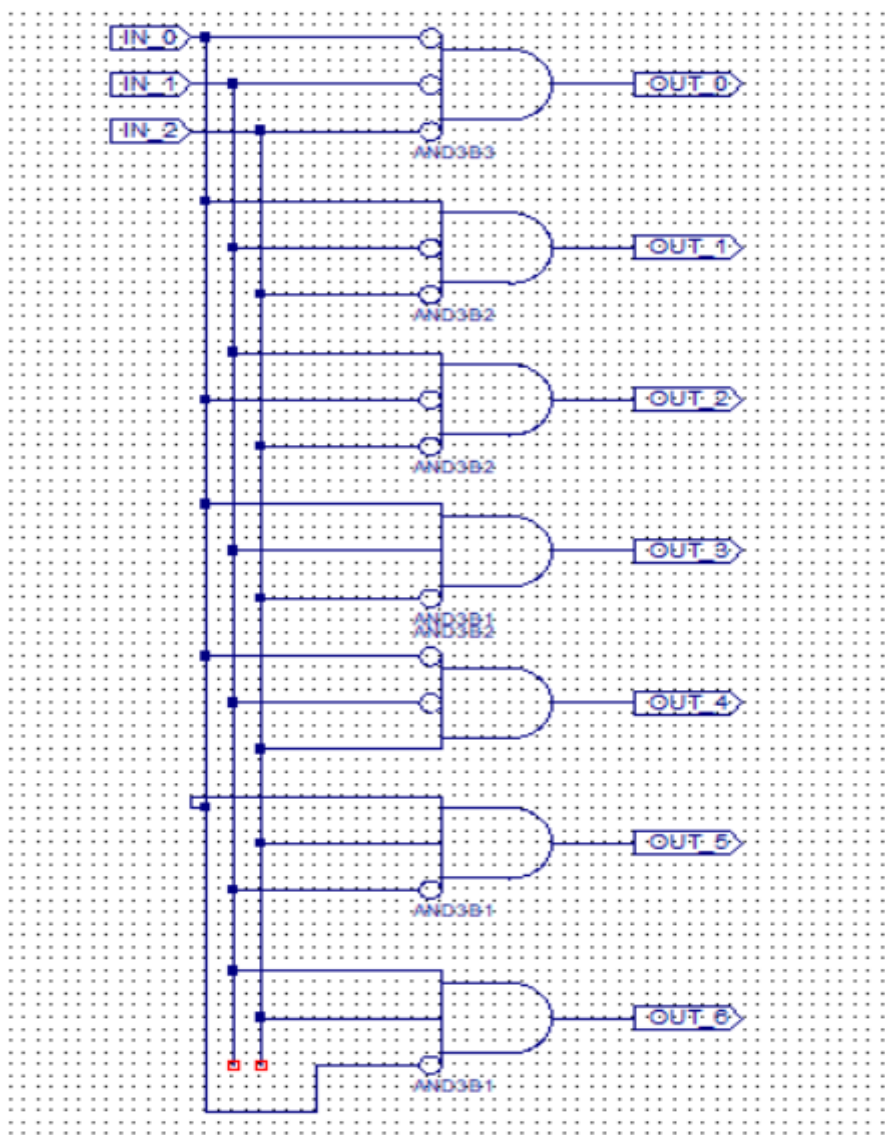 IN_0
IN_1
IN_2
OUT_0
AND3B3
OUT_1
AND3B2
OUT_2
AND3B2
OUT_3
AND3B1
AND3B2
OUT_4
OUT_5
AND3B1
OUT_6
AND3B1